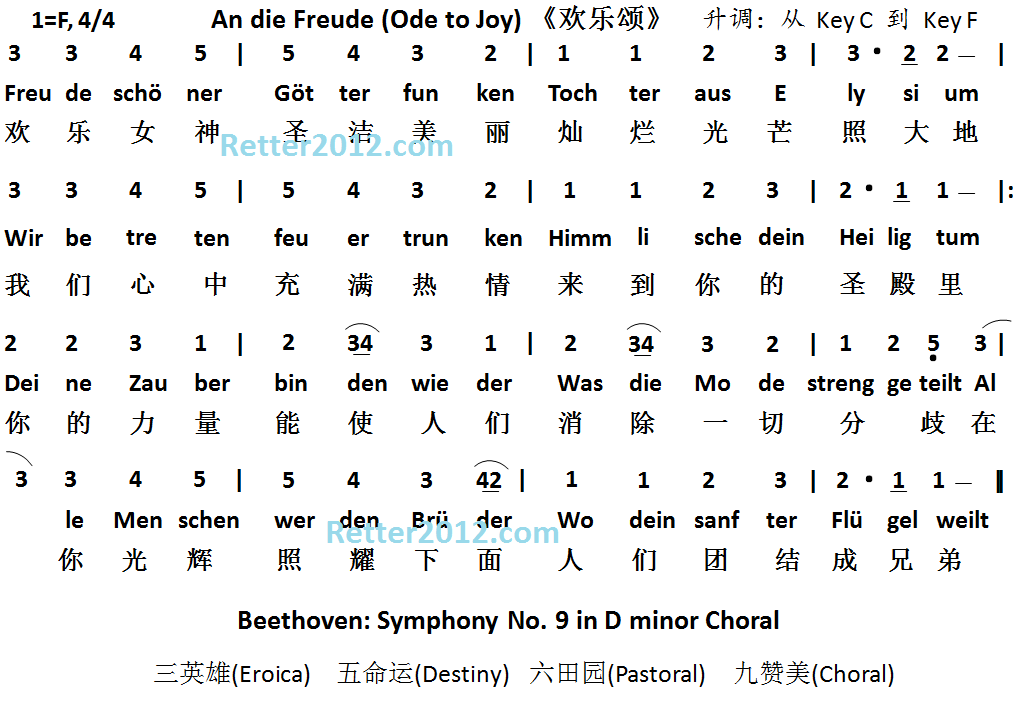 1=F, 4/4 An die Freude (Ode to Joy) 《欢乐颂》 升调：从 Key C 到 Key F
3 3 4 5 | 5 4 3 2 | 1 1 2 3 | 3 · 2 2 — |
Freu de schö ner Göt ter fun ken Toch ter aus E ly si um
欢 乐 女 神 圣 洁 美 丽 灿 烂 光 芒 照 大 地
Retter2012.com
3 3 4 5 | 5 4 3 2 | 1 1 2 3 | 2 · 1 1 — |:
Wir be tre ten feu er trun ken Himm li sche dein Hei lig tum
我 们 心 中 充 满 热 情 来 到 你 的 圣 殿 里
2 2 3 1 | 2 34 3 1 | 2 34 3 2 | 1 2 5 3 |
Dei ne Zau ber bin den wie der Was die Mo de streng ge teilt Al
你 的 力 量 能 使 人 们 消 除 一 切 分 歧 在
3 3 4 5 | 5 4 3 42 | 1 1 2 3 | 2 · 1 1 — ||
le Men schen wer den Brü der Wo dein sanf ter Flü gel weilt
Retter2012.com
你 光 辉 照 耀 下 面 人 们 团 结 成 兄 弟
Beethoven: Symphony No. 9 in D minor Choral
三英雄(Eroica) 五命运(Destiny) 六田园(Pastoral) 九赞美(Choral)